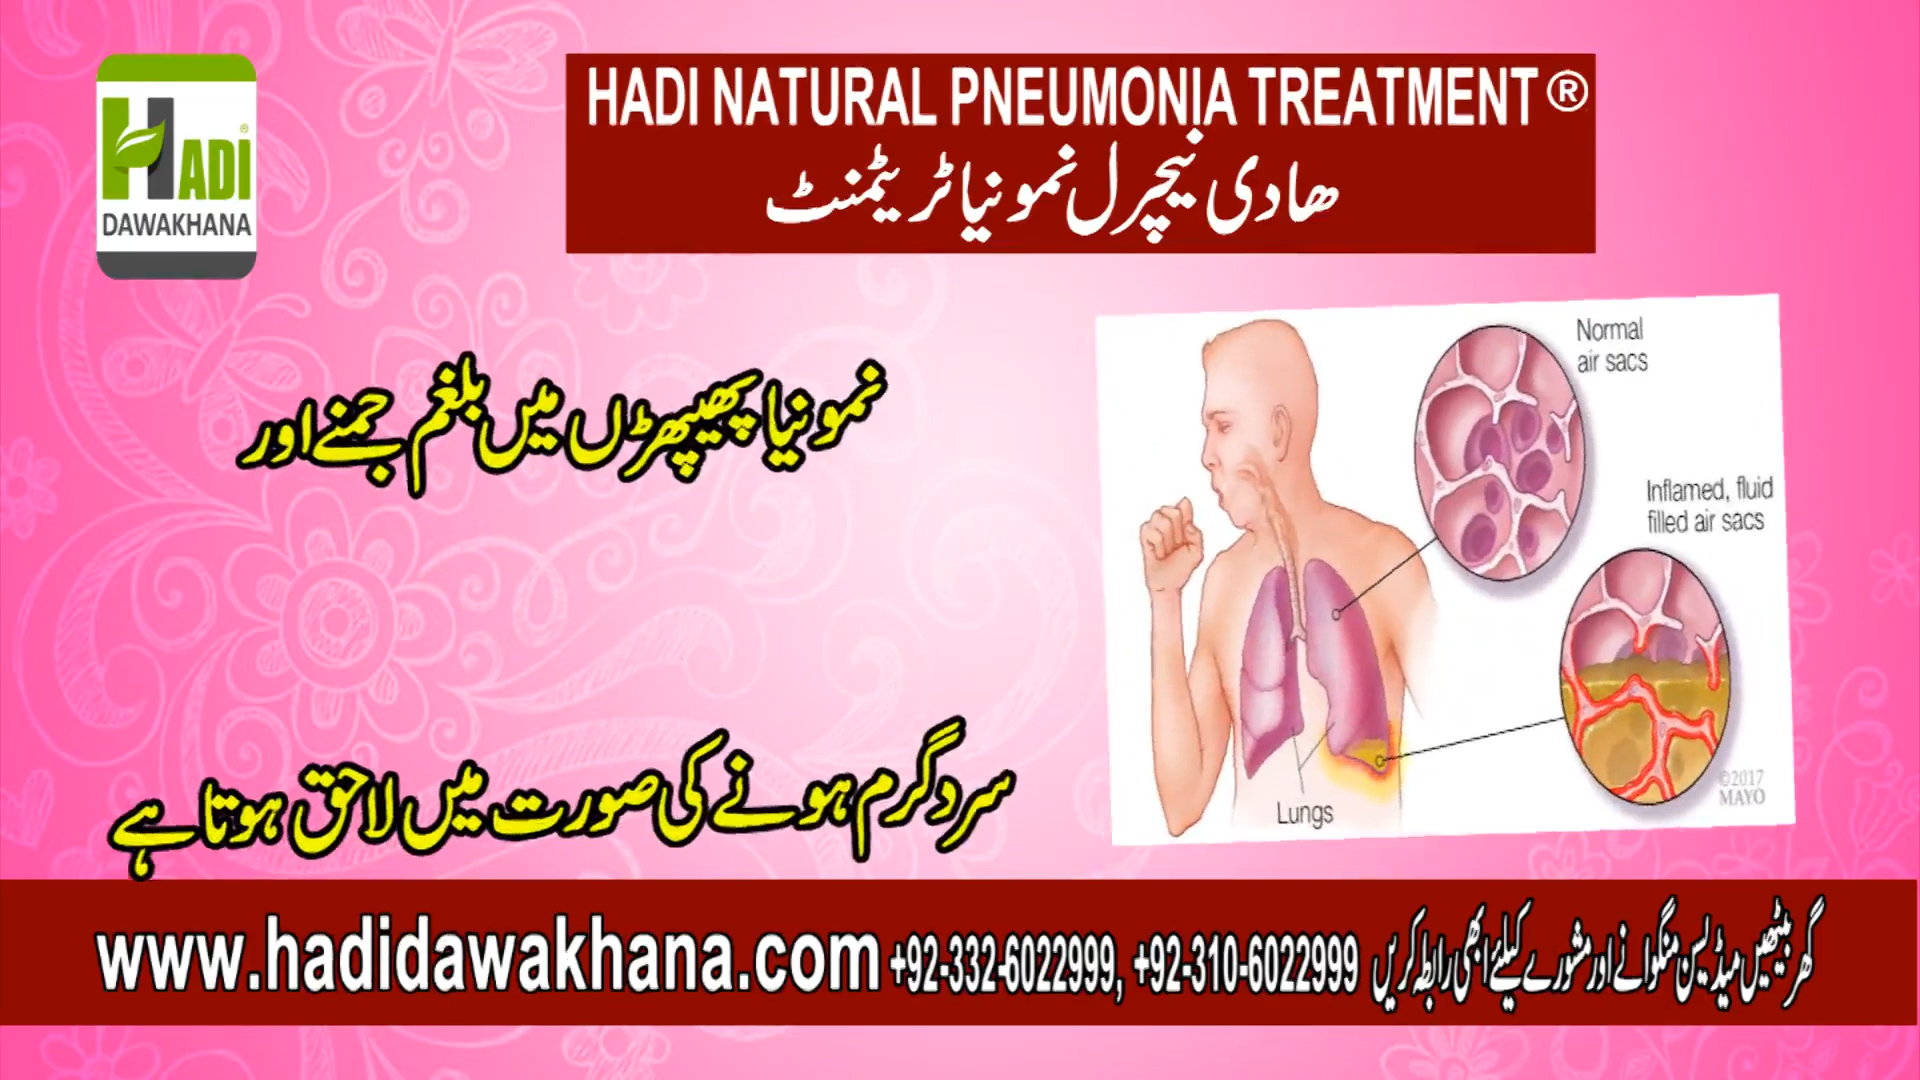 HADI
®
DAWAKHANA
HADI NATURAL PNEUMONIA TREATMENT ®
ھادی نیچرل نمونیا ٹریٹمنٹ
نمونیا پھیپھڑں میں بلغم جمنے اور
سرد گرم ہونے کی صورت میں لاحق ہوتا ہے
Normal
air sacs
Inflamed, fluid
filled air sacs
Lungs
©2017
MAYO
www.hadidawakhana.com +92-332-6022999, +92-310-6022999 گھر بیٹھیں میڈیسن منگوانے اور مشورے کیلئے ابھی رابطہ کریں